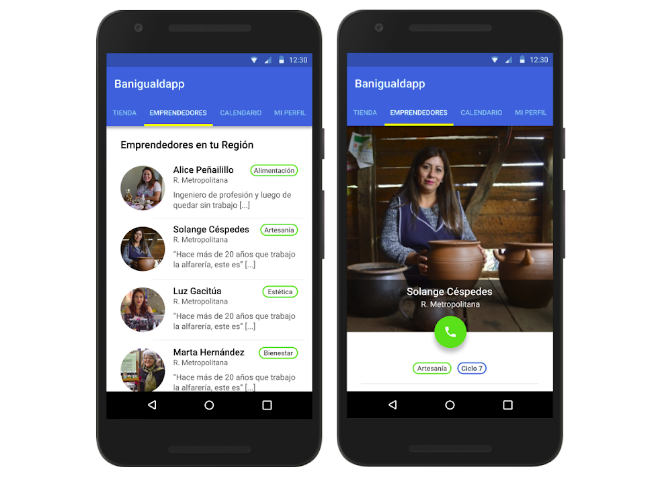 12:30
Banigualdapp
TIENDA EMPRENDEDORES CALENDARIO MI PERFIL
Emprendedores en tu Región
Alice Peñailillo Alimentación
R. Metropolitana
Ingeniero de profesión y luego de
quedar sin trabajo [...]
Solange Céspedes Artesanía
R. Metropolitana
“Hace más de 20 años que trabajo
la alfarería, este es” [...]
Luz Gacitúa Estética
R. Metropolitana
“Hace más de 20 años que trabajo
la alfarería, este es” [...]
Marta Hernández Bienestar
R. Metropolitana
“Hace más de 20 años que trabajo
la alfarería, este es” [...]
12:30
Banigualdapp
TIENDA EMPRENDEDORES CALENDARIO MI PERFIL
Solange Céspedes
R. Metropolitana
Artesanía Ciclo 7